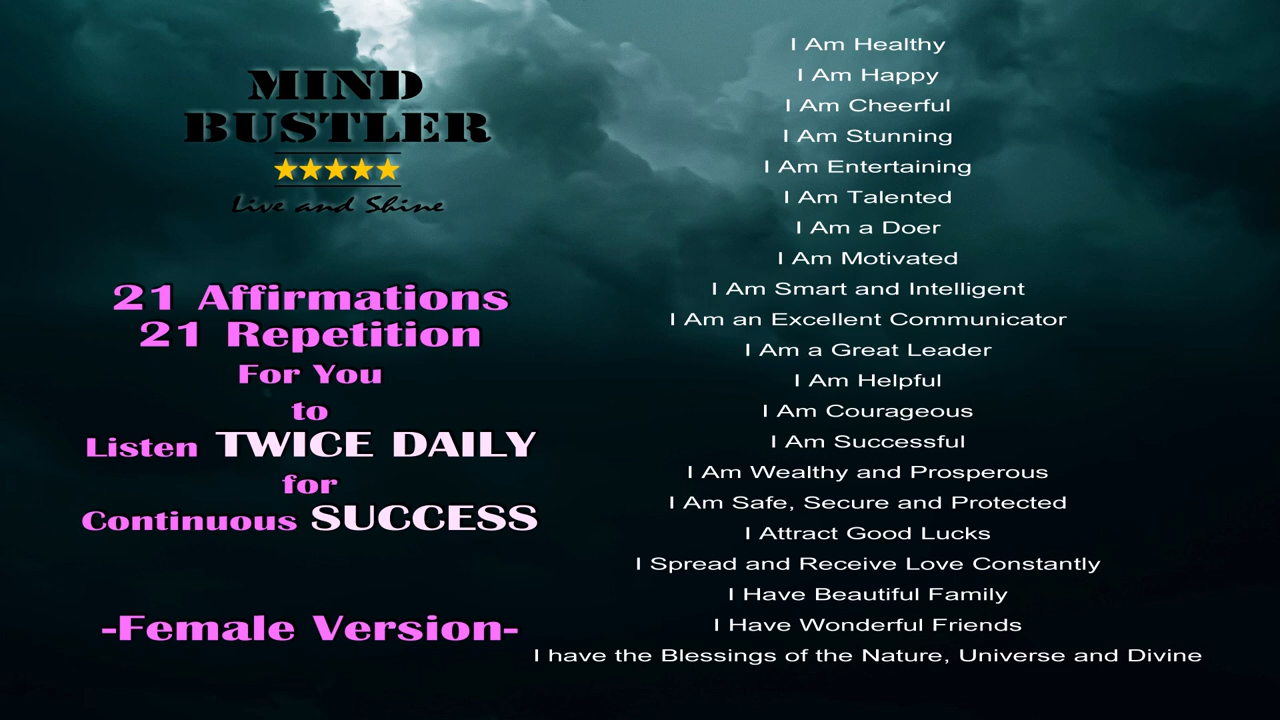 MIND
BUSTLER
Live and Shine
21 Affirmations
21 Repetition
For You
to
Listen TWICE DAILY
for
Continuous SUCCESS
-Female Version-
I Am Healthy
I Am Happy
I Am Cheerful
I Am Stunning
I Am Entertaining
I Am Talented
I Am a Doer
I Am Motivated
I Am Smart and Intelligent
I Am an Excellent Communicator
I Am a Great Leader
I Am Helpful
I Am Courageous
I Am Successful
I Am Wealthy and Prosperous
I Am Safe, Secure and Protected
I Attract Good Lucks
I Spread and Receive Love Constantly
I Have Beautiful Family
I Have Wonderful Friends
I have the Blessings of the Nature, Universe and Divine